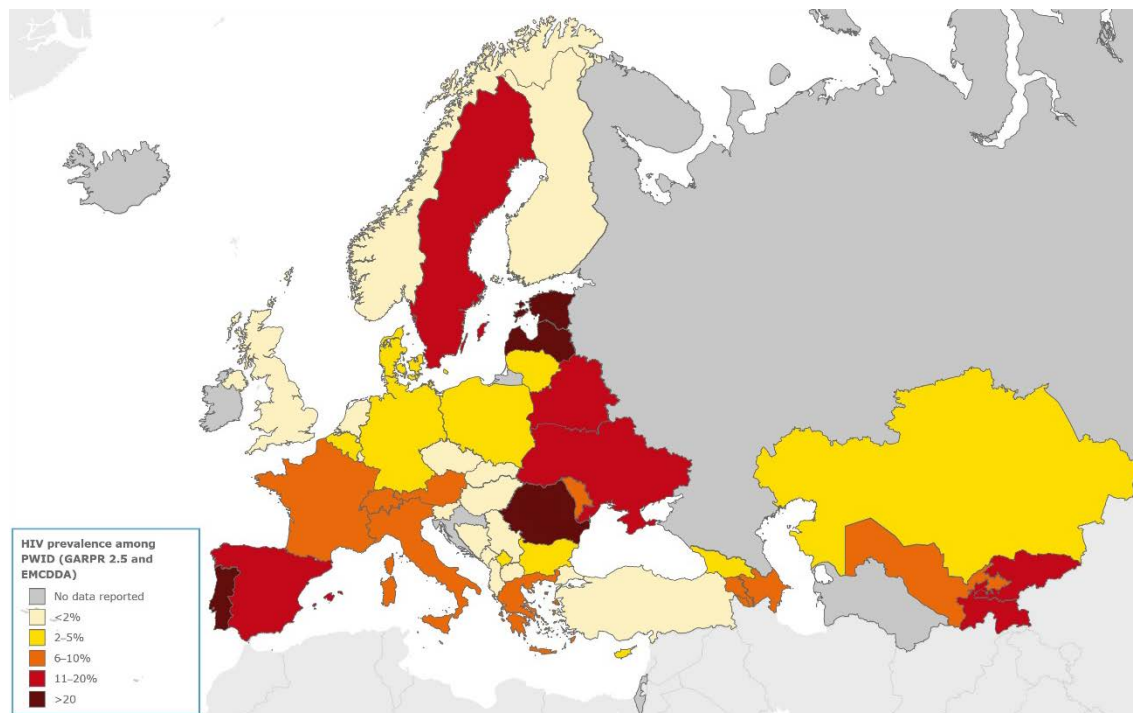 HIV prevalence among
PWID (GARPR 2.5 and
EMCDDA)
No data reported
<2%
2–5%
6–10%
11–20%
>20